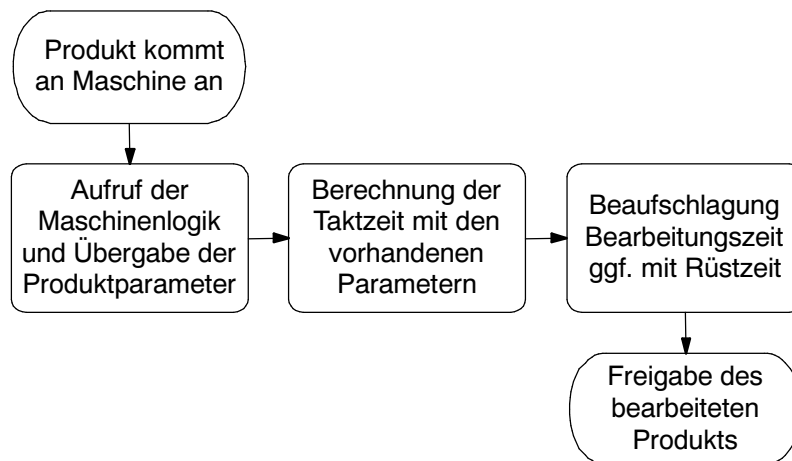 Produkt kommt
an Maschine an
Aufruf der
Maschinenlogik
und Übergabe der
Produktparameter
Berechnung der
Taktzeit mit den
vorhandenen
Parametern
Beaufschlagung
Bearbeitungszeit
ggf. mit Rüstzeit
Freigabe des
bearbeiteten
Produkts